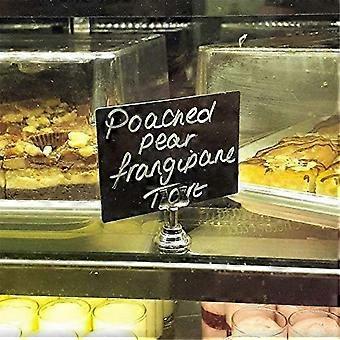 Poached
pear
frangipane
Tart